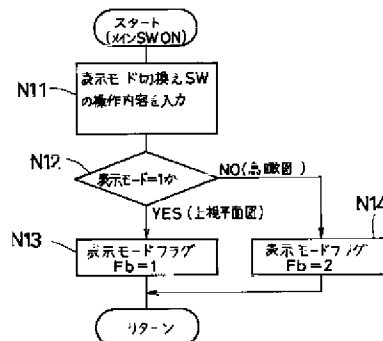 スタート
(メインSW ON)
N11
表示モード切換えSW
の操作内容を入力
N12
表示モード=1か
NO(鳥瞰図)
YES(上視平面図)
N13
表示モードフラグ
Fb=1
N14
表示モードフラグ
Fb=2
リターン